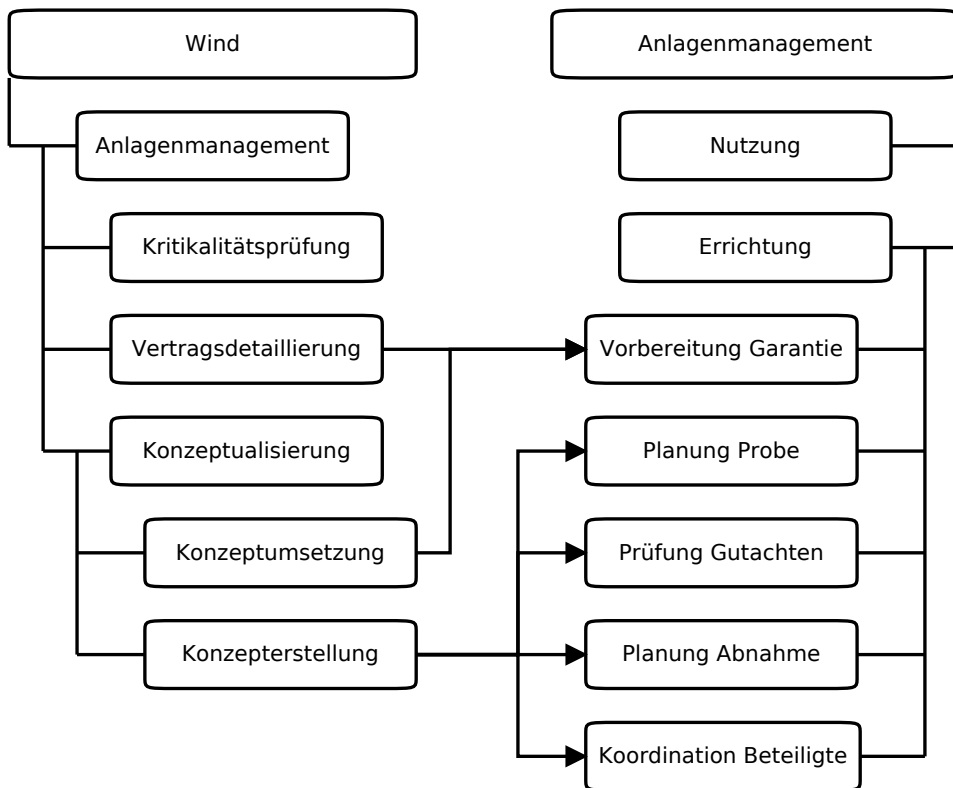 Wind
Anlagenmanagement
Anlagenmanagement
Nutzung
Kritikalitätsprüfung
Errichtung
Vertragsdetaillierung
Vorbereitung Garantie
Konzeptualisierung
Planung Probe
Konzeptumsetzung
Prüfung Gutachten
Konzepterstellung
Planung Abnahme
Koordination Beteiligte